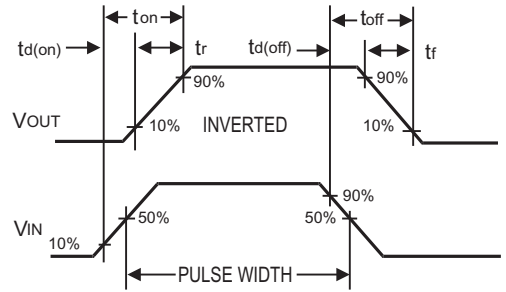 ton toff
td(on) tr td(off) tf
90% 90%
VOUT 10% INVERTED 10%
90%
50% 50%
VIN 10%
PULSE WIDTH